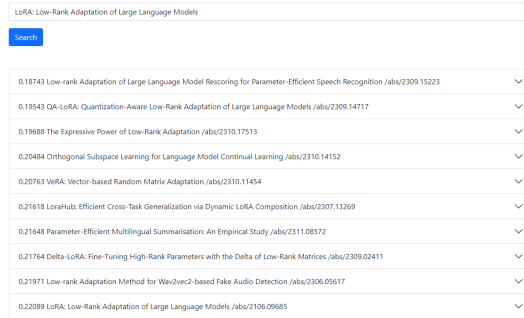 LoRA: Low-Rank Adaptation of Large Language Models
Search
0.18743 Low-rank Adaptation of Large Language Model Rescoring for Parameter-Efficient Speech Recognition /abs/2309.15223
0.19543 QA-LoRA: Quantization-Aware Low-Rank Adaptation of Large Language Models /abs/2309.14717
0.19688 The Expressive Power of Low-Rank Adaptation /abs/2310.17513
0.20484 Orthogonal Subspace Learning for Language Model Continual Learning /abs/2310.14152
0.20763 VeRA: Vector-based Random Matrix Adaptation /abs/2310.11454
0.21618 LoraHub: Efficient Cross-Task Generalization via Dynamic LoRA Composition /abs/2307.13269
0.21648 Parameter-Efficient Multilingual Summarisation: An Empirical Study /abs/2311.08572
0.21764 Delta-LoRA: Fine-Tuning High-Rank Parameters with the Delta of Low-Rank Matrices /abs/2309.02411
0.21971 Low-rank Adaptation Method for Wav2vec2-based Fake Audio Detection /abs/2306.05617
0.22089 LoRA: Low-Rank Adaptation of Large Language Models /abs/2106.09685